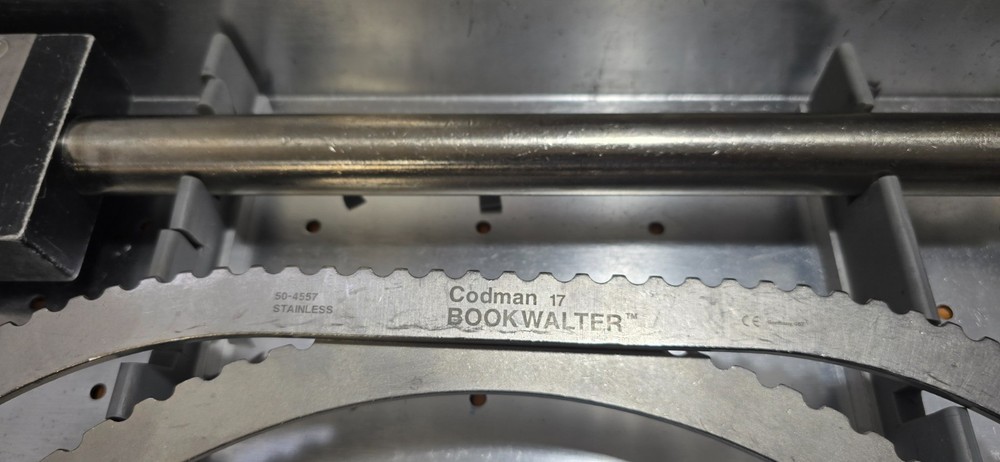 50-4557
STAINLESS
Codman 17
BOOKWALTER™
CE